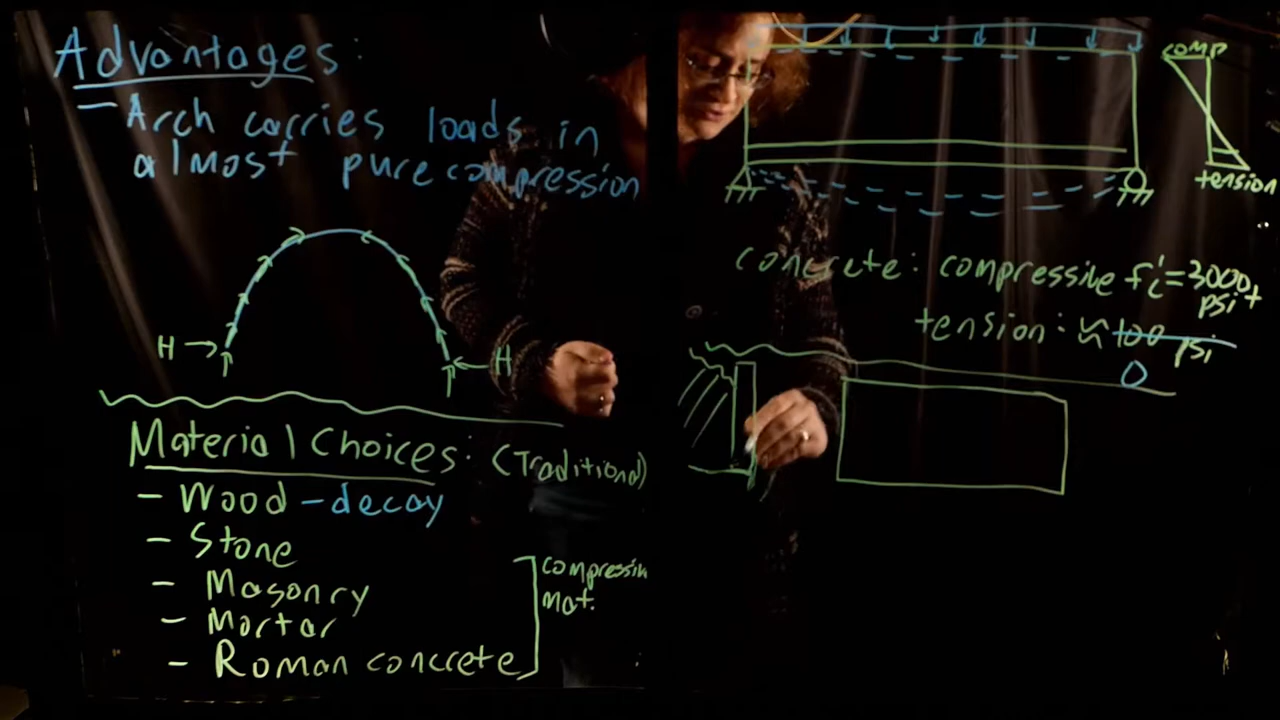 Advantages:
- Arch carries loads in
almost pure compression
H
H
Material Choices: (Traditional)
- Wood - decay
- Stone
- Masonry
- Mortar
- Roman concrete
compressiv
mat.
comp
tension
concrete: compressive f'c = 3000+
psi
tension: ≈ 100 psi
0